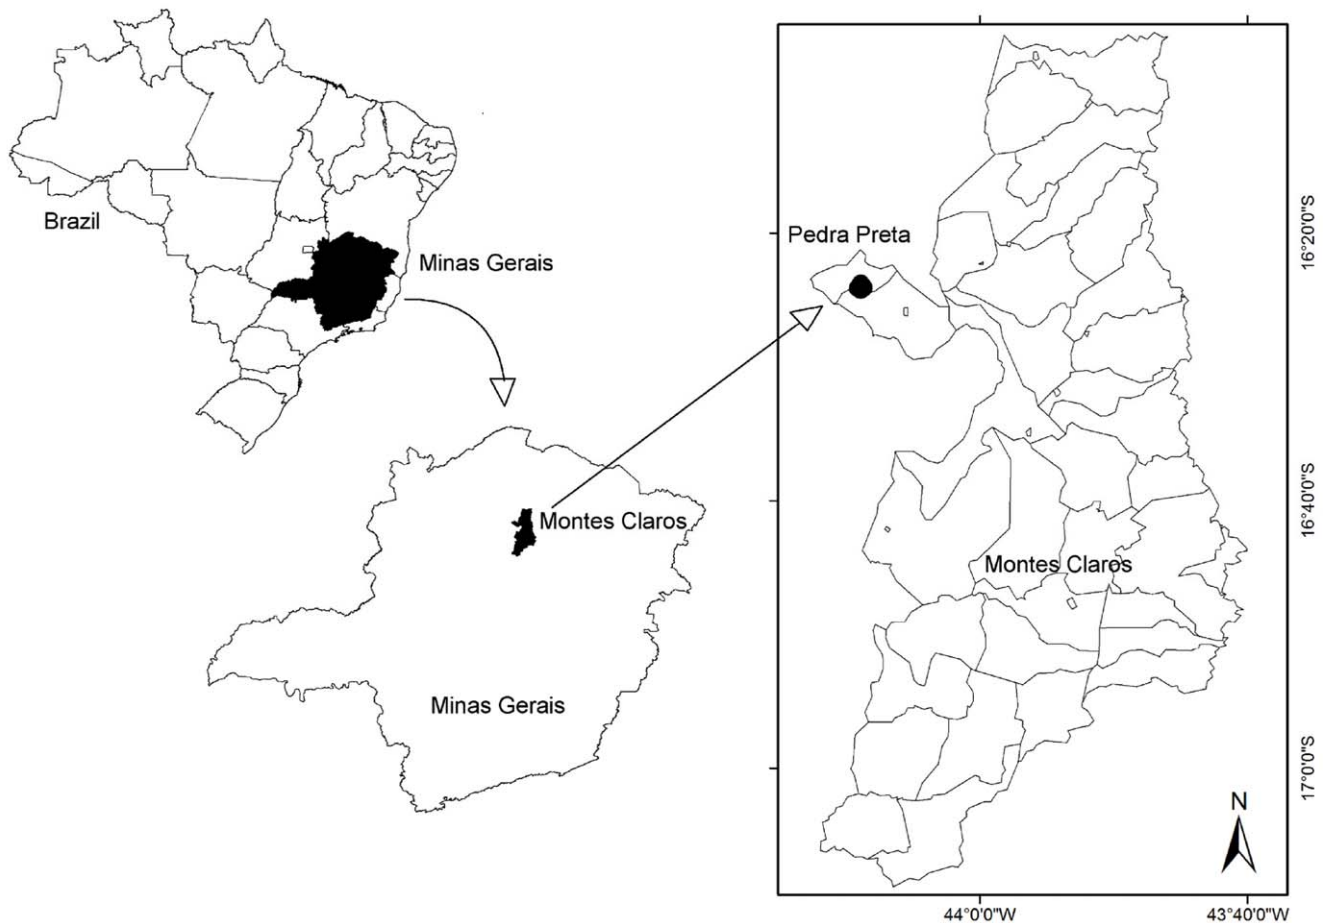 Brazil
Minas Gerais
Montes Claros
Minas Gerais
Pedra Preta
Montes Claros
N
16°20'0"S
16°40'0"S
17°0'0"S
44°0'0"W
43°40'0"W